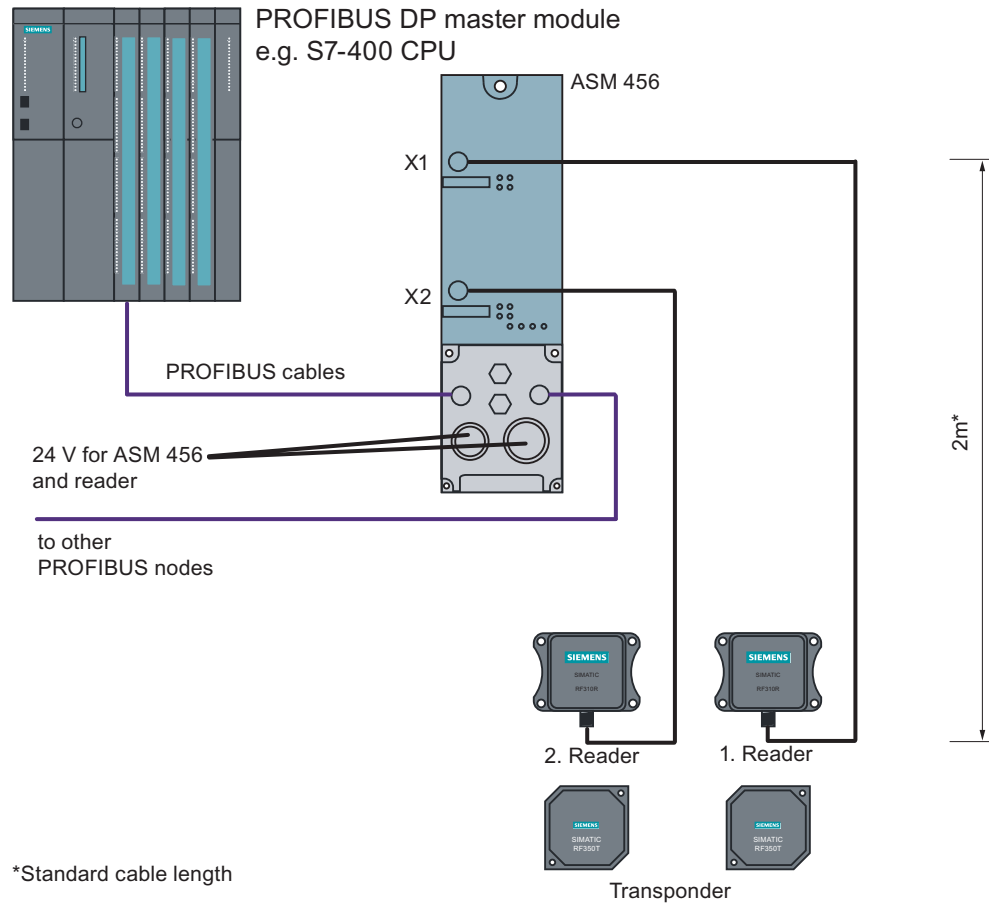 PROFIBUS DP master module
e.g. S7-400 CPU
SIEMENS
ASM 456
X1
X2
PROFIBUS cables
24 V for ASM 456
and reader
to other
PROFIBUS nodes
2m*
SIEMENS
SIMATIC
RF310R
SIEMENS
SIMATIC
RF310R
2. Reader
1. Reader
SIEMENS
SIMATIC
RF350T
SIEMENS
SIMATIC
RF350T
*Standard cable length
Transponder